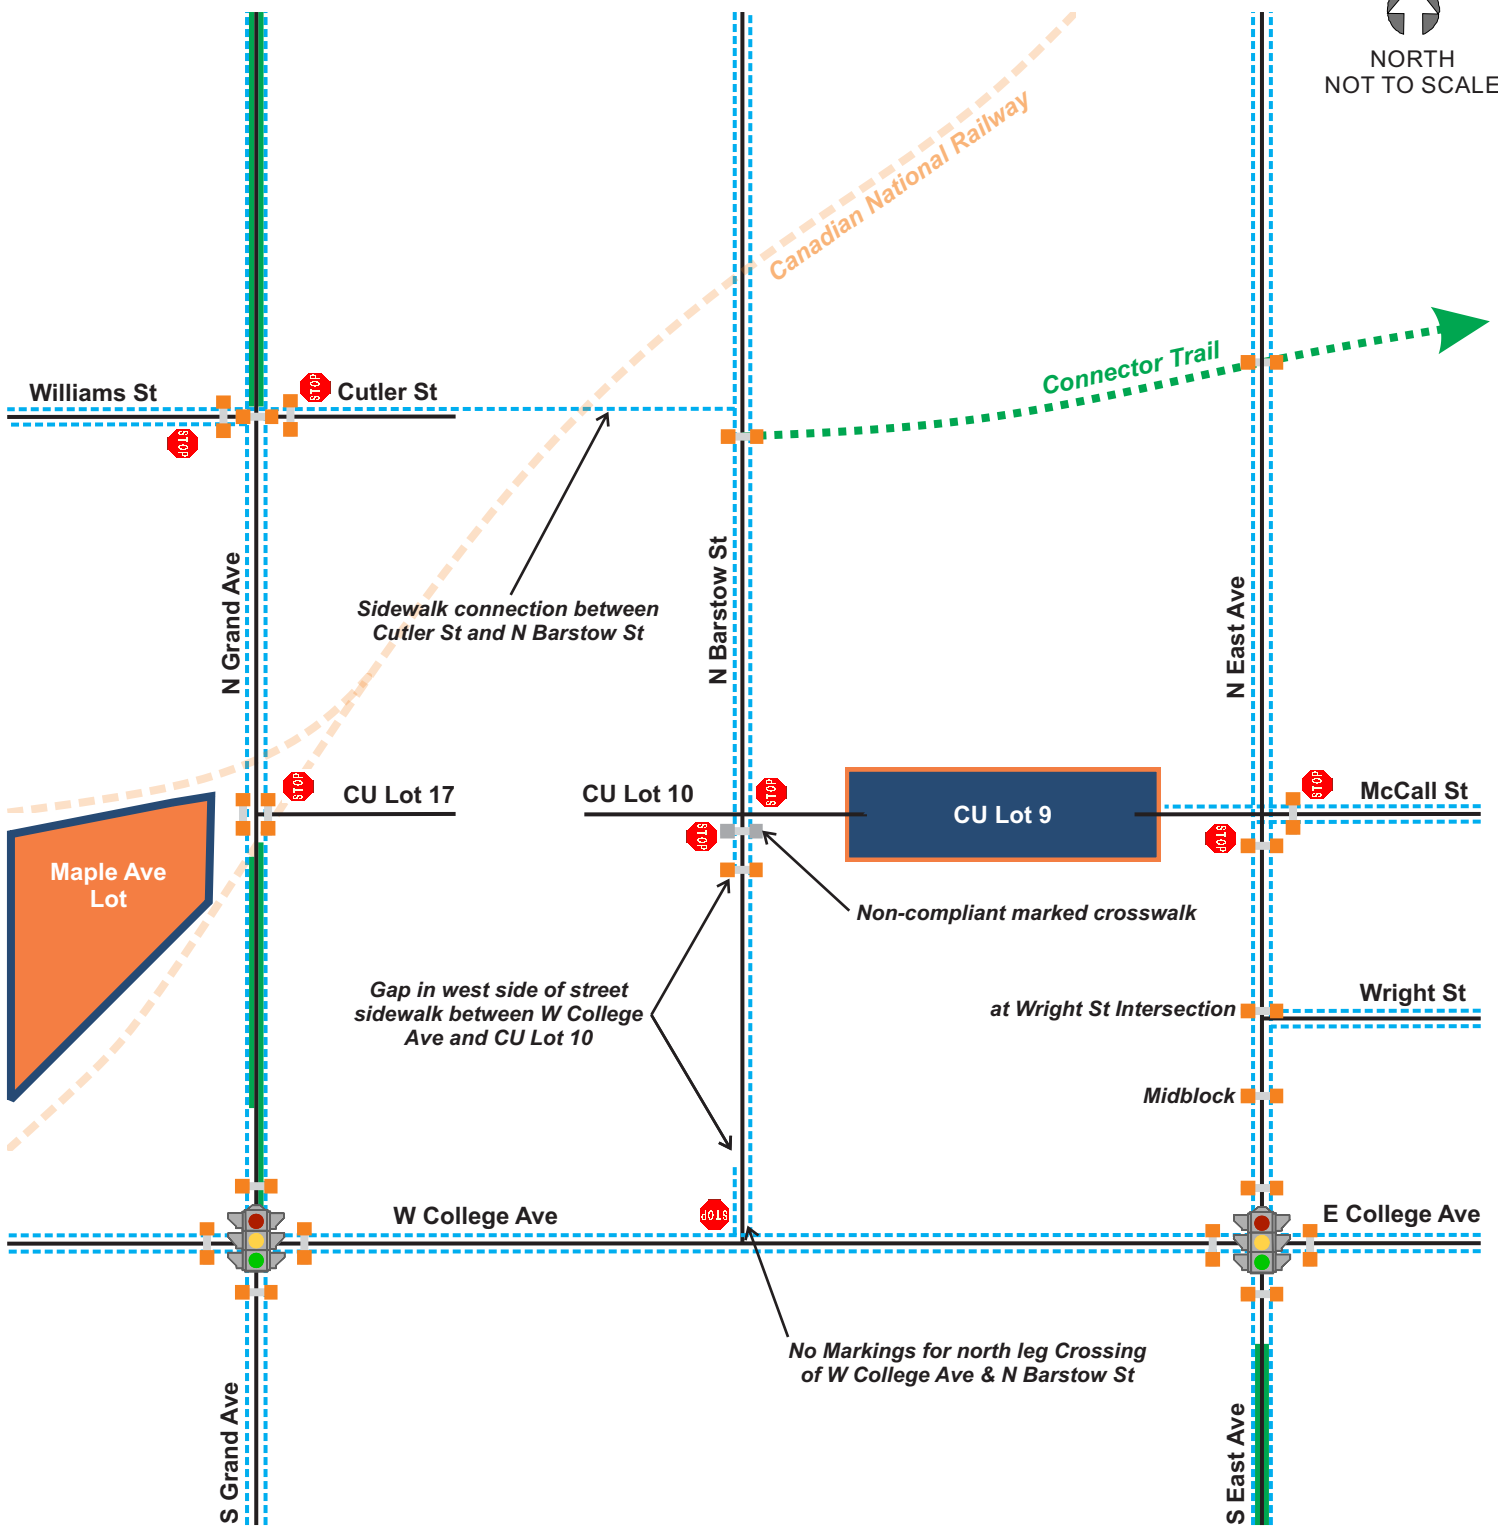 NORTH
NOT TO SCALE
Canadian National Railway
Connector Trail
Williams St
STOP
Cutler St
STOP
N Grand Ave
N Barstow St
N East Ave
Sidewalk connection between
Cutler St and N Barstow St
STOP
CU Lot 17
CU Lot 10
STOP
STOP
CU Lot 9
STOP
STOP
McCall St
Maple Ave
Lot
Non-compliant marked crosswalk
Gap in west side of street
sidewalk between W College
Ave and CU Lot 10
at Wright St Intersection
Wright St
Midblock
W College Ave
STOP
E College Ave
No Markings for north leg Crossing
of W College Ave & N Barstow St
S Grand Ave
S East Ave